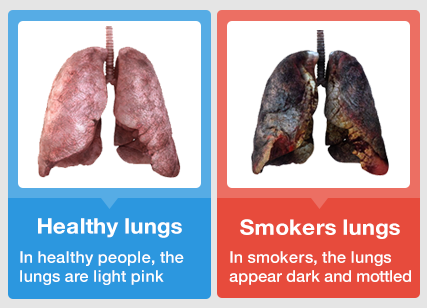 Healthy lungs
In healthy people, the
lungs are light pink
Smokers lungs
In smokers, the lungs
appear dark and mottled